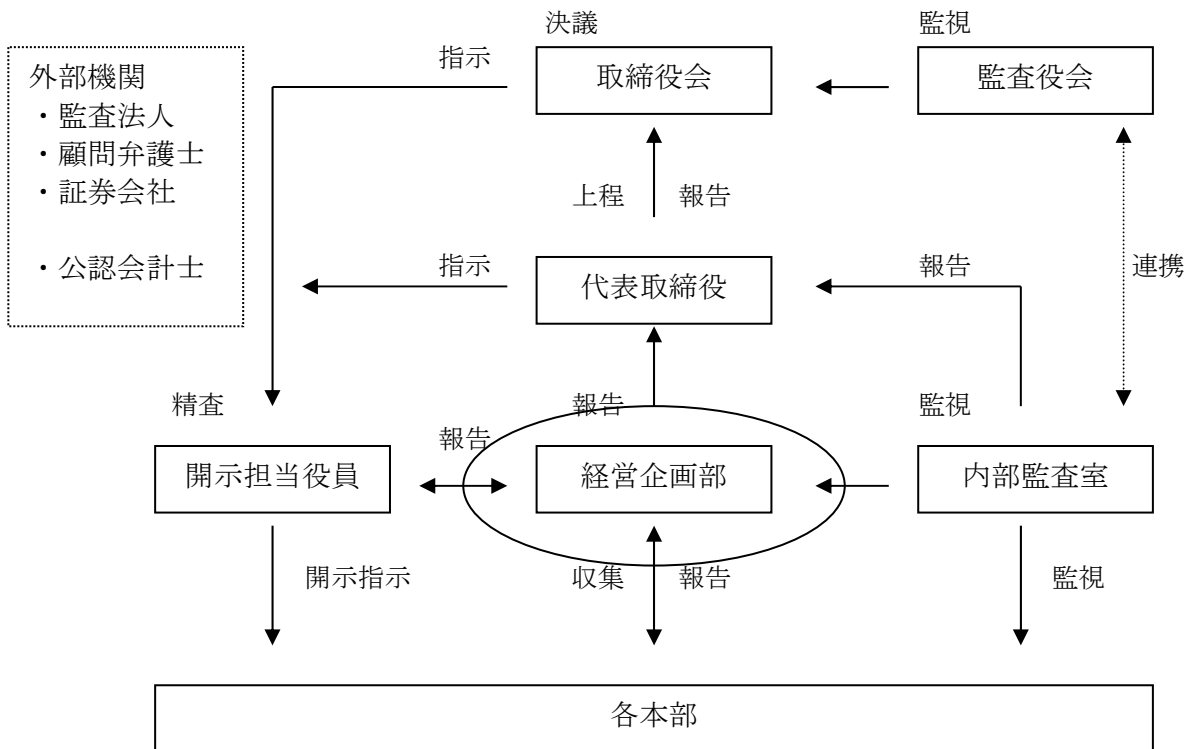 決議
監視
指示
取締役会
監査役会
外部機関
・監査法人
・顧問弁護士
・証券会社
・公認会計士
上程
報告
指示
代表取締役
報告
連携
精査
報告
監視
報告
開示担当役員
経営企画部
内部監査室
開示指示
収集
報告
監視
各本部